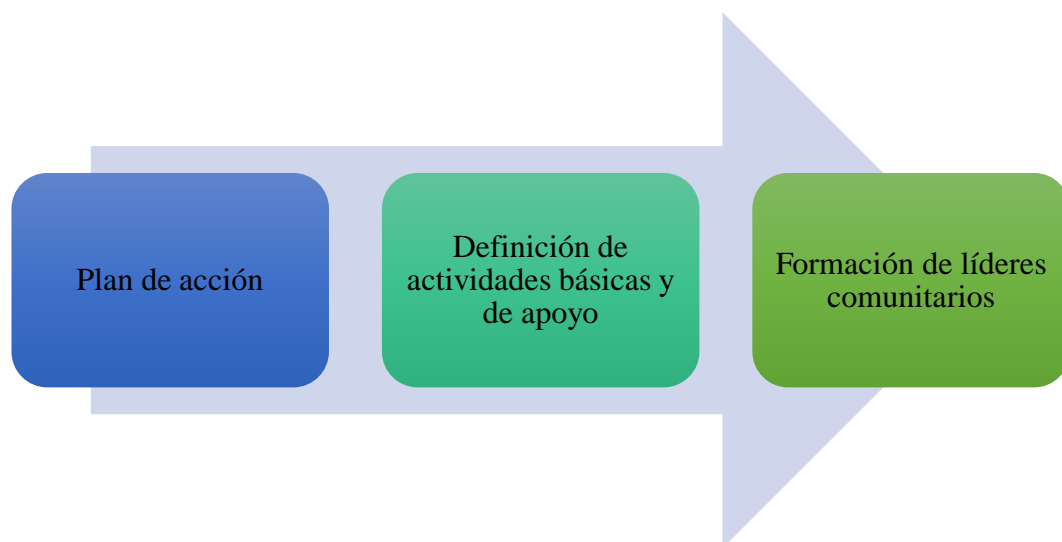 Plan de acción
Definición de
actividades básicas y
de apoyo
Formación de líderes
comunitarios